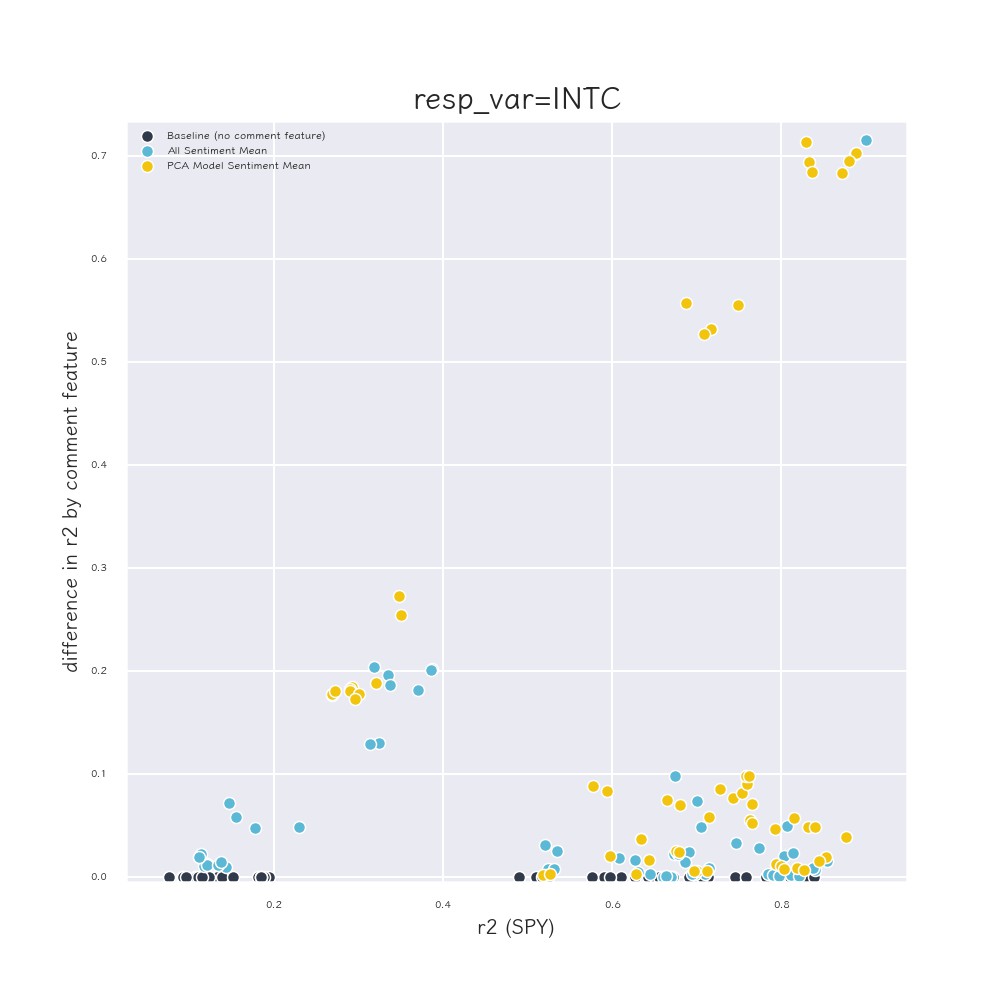 resp_var=INTC
Baseline (no comment feature)
All Sentiment Mean
PCA Model Sentiment Mean
0.7
0.6
0.5
0.4
0.3
0.2
0.1
0.0
difference in r2 by comment feature
0.2 0.4 0.6 0.8
r2 (SPY)